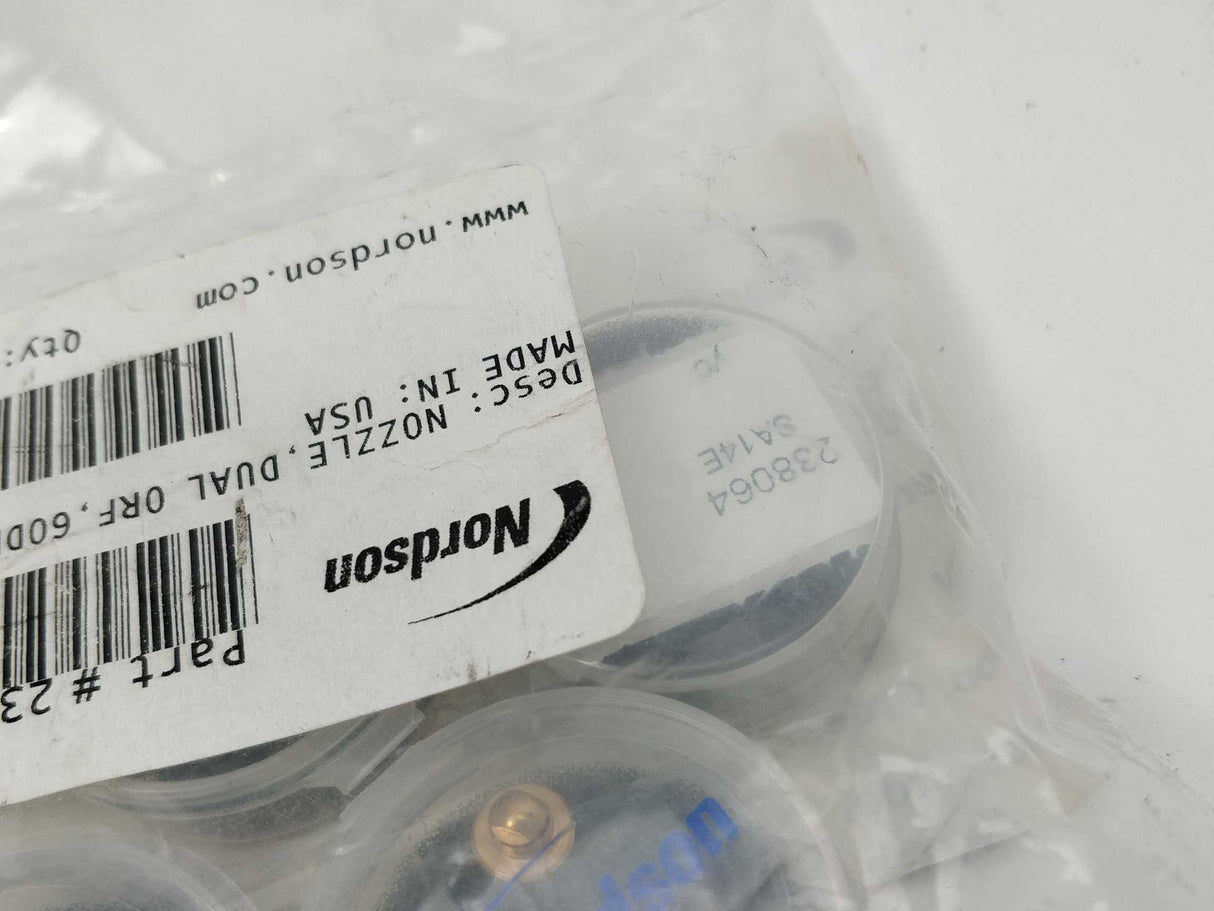 Part # 23
Nordson
Desc: NOZZLE, DUAL ORF, 60D
MADE IN: USA
Qty:
www.nordson.com
238064
SA14E